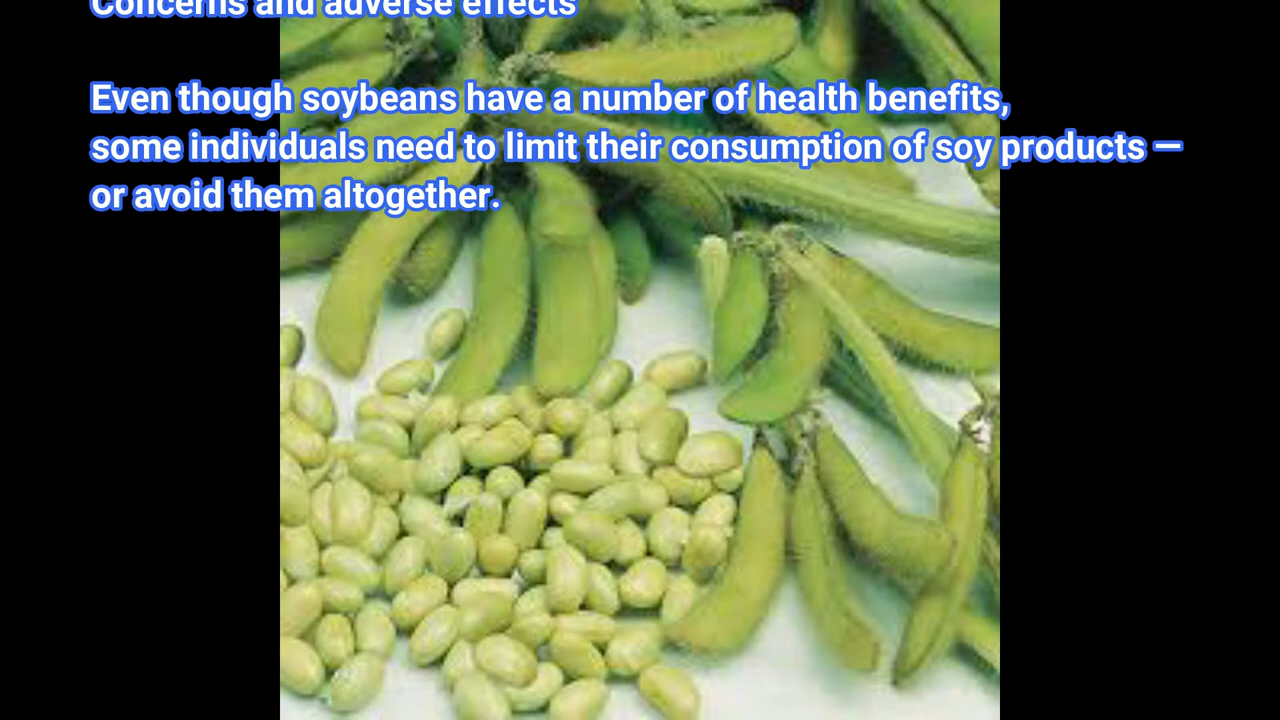 Concerns and adverse effects
Even though soybeans have a number of health benefits,
some individuals need to limit their consumption of soy products —
or avoid them altogether.